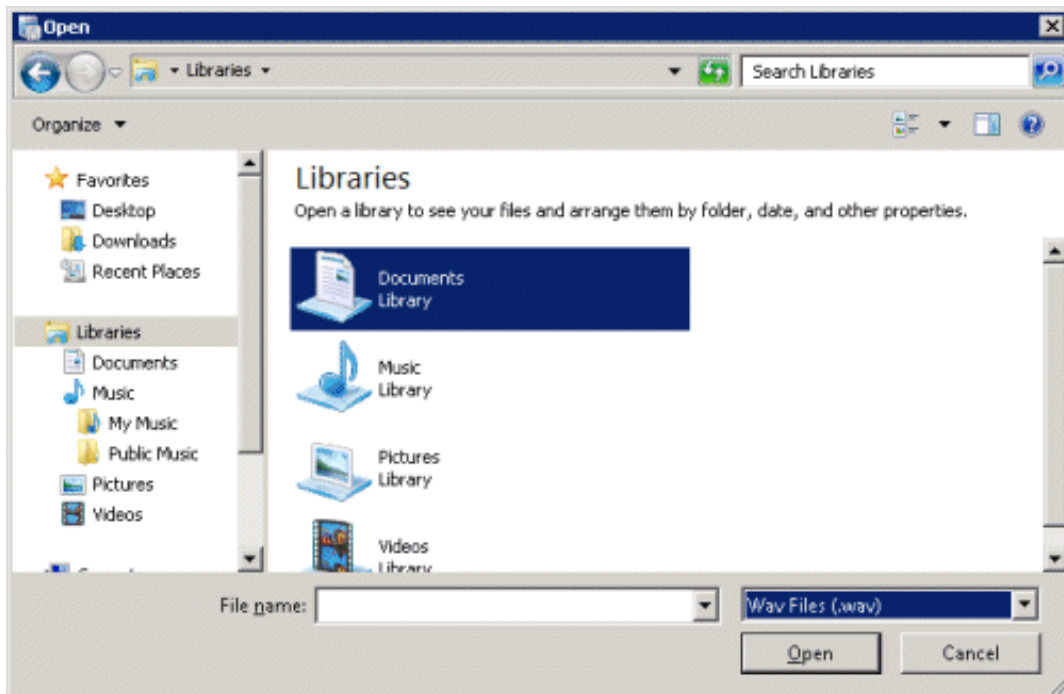 Open
Libraries
Search Libraries
Organize
Favorites
Desktop
Downloads
Recent Places
Libraries
Documents
Music
My Music
Public Music
Pictures
Videos
Libraries
Open a library to see your files and arrange them by folder, date, and other properties.
Documents
Library
Music
Library
Pictures
Library
Videos
Library
File name:
Wav Files (.wav)
Open
Cancel